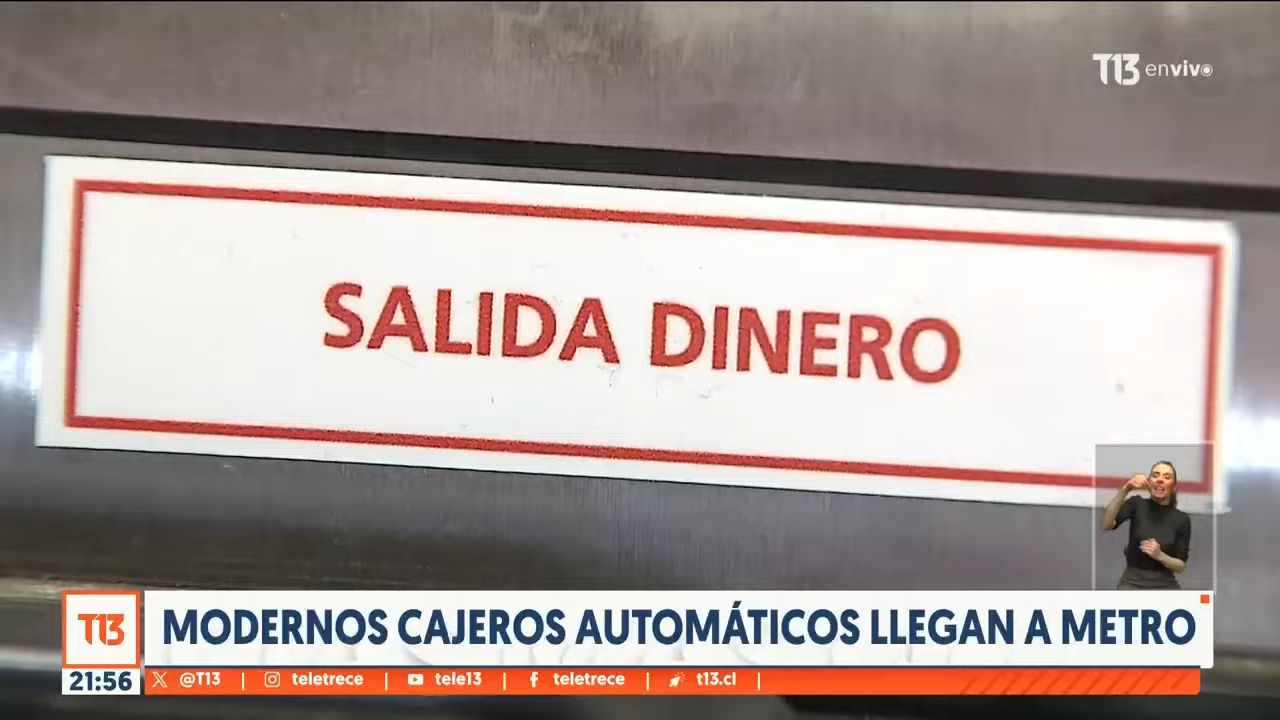 T13 envivo
SALIDA DINERO
T13
MODERNOS CAJEROS AUTOMÁTICOS LLEGAN A METRO
21:56
@T13 | teletrece | tele13 | teletrece | t13.cl |